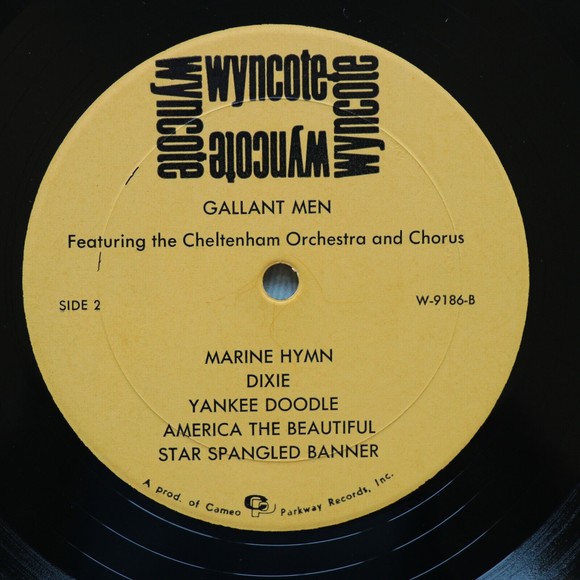 wyncote
wyncote
wyncote
wyncote
GALLANT MEN
Featuring the Cheltenham Orchestra and Chorus
SIDE 2
W-9186-B
MARINE HYMN
DIXIE
YANKEE DOODLE
AMERICA THE BEAUTIFUL
STAR SPANGLED BANNER
A prod. of Cameo CP Parkway Records, Inc.